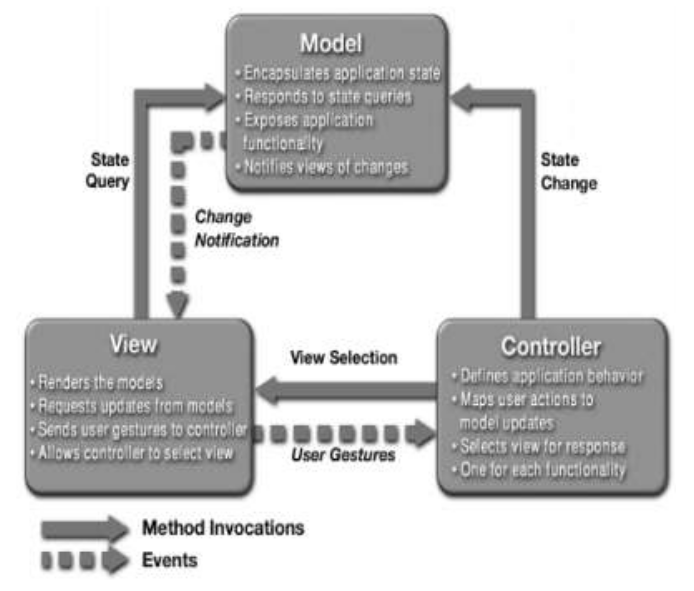 Model
• Encapsulates application state
• Responds to state queries
• Exposes application
functionality
• Notifies views of changes
State
Query
Change
Notification
State
Change
View
• Renders the models
• Requests updates from models
• Sends user gestures to controller
• Allows controller to select view
View Selection
User Gestures
Controller
• Defines application behavior
• Maps user actions to
model updates
• Selects view for response
• One for each functionality
Method Invocations
Events